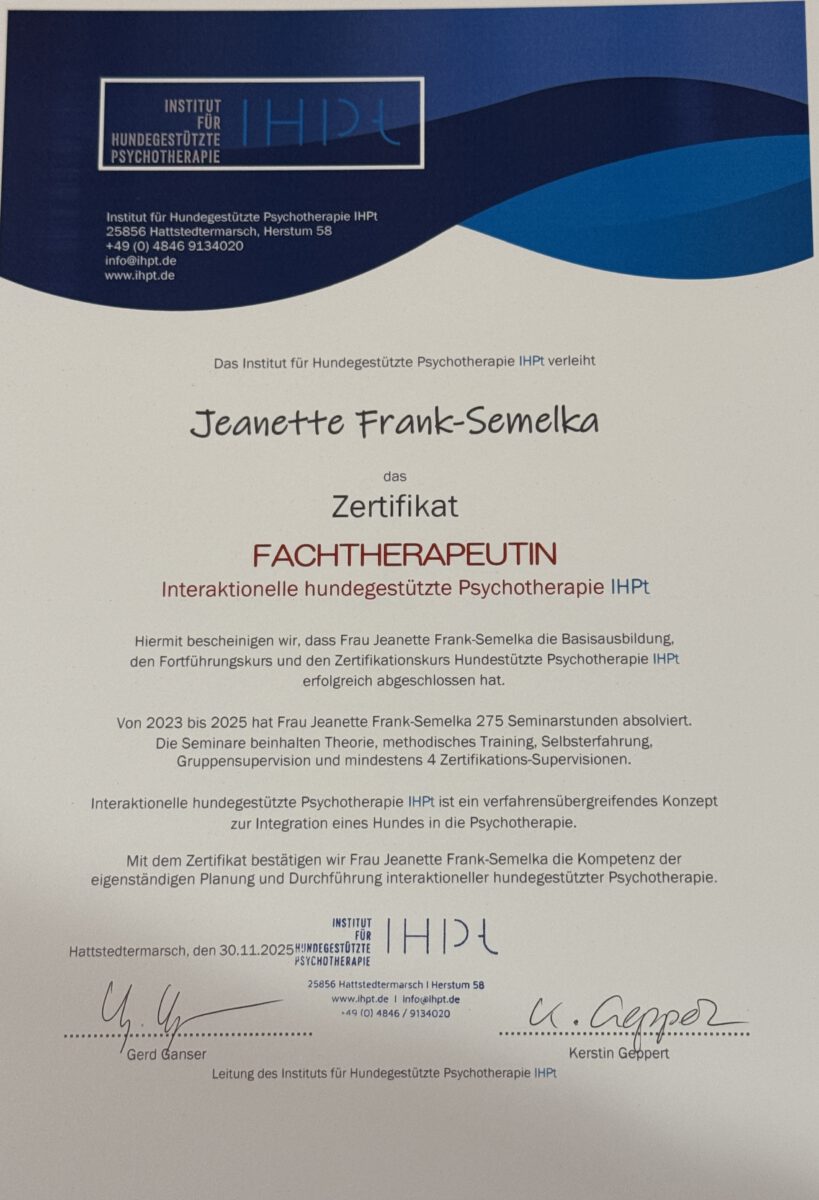 INSTITUT
FÜR
HUNDEGESTÜTZTE
PSYCHOTHERAPIE
IHPt
Institut für Hundegestützte Psychotherapie IHPt
25856 Hattstedtermarsch, Herstum 58
+49 (0) 4846 9134020
info@ihpt.de
www.ihpt.de
Das Institut für Hundegestützte Psychotherapie IHPt verleiht
Jeanette Frank-Semelka
das
Zertifikat
FACHTHERAPEUTIN
Interaktionelle hundegestützte Psychotherapie IHPt
Hiermit bescheinigen wir, dass Frau Jeanette Frank-Semelka die Basisausbildung,
den Fortführungskurs und den Zertifikationskurs Hundestützte Psychotherapie IHPt
erfolgreich abgeschlossen hat.
Von 2023 bis 2025 hat Frau Jeanette Frank-Semelka 275 Seminarstunden absolviert.
Die Seminare beinhalten Theorie, methodisches Training, Selbsterfahrung,
Gruppensupervision und mindestens 4 Zertifikations-Supervisionen.
Interaktionelle hundegestützte Psychotherapie IHPt ist ein verfahrensübergreifendes Konzept
zur Integration eines Hundes in die Psychotherapie.
Mit dem Zertifikat bestätigen wir Frau Jeanette Frank-Semelka die Kompetenz der
eigenständigen Planung und Durchführung interaktioneller hundegestützter Psychotherapie.
Hattstedtermarsch, den 30.11.2025
INSTITUT
FÜR
HUNDEGESTÜTZTE
PSYCHOTHERAPIE
IHPt
25856 Hattstedtermarsch I Herstum 58
www.ihpt.de I info@ihpt.de
+49 (0) 4846 / 9134020
K. Geppert
Gerd Ganser
Kerstin Geppert
Leitung des Instituts für Hundegestützte Psychotherapie IHPt